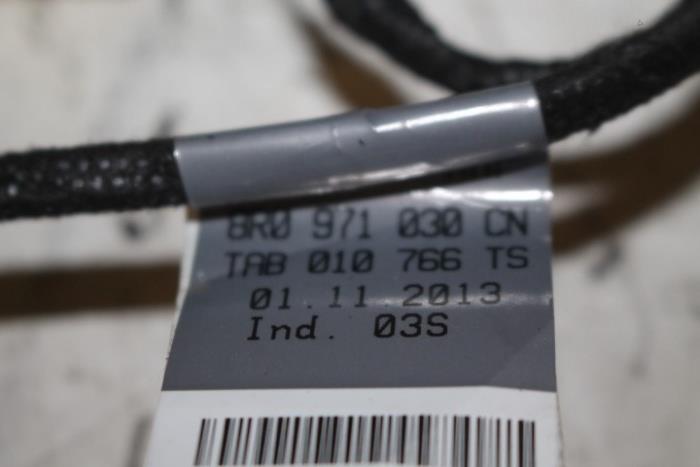 8R0 971 030 CN
TAB 010 766 TS
01.11.2013
Ind. 03S